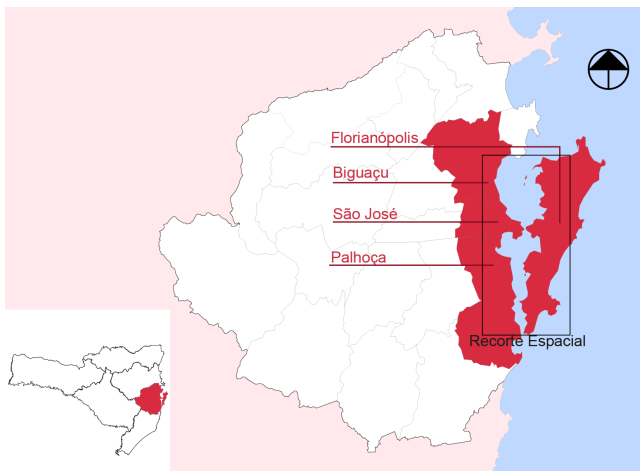 Florianópolis
Biguaçu
São José
Palhoça
Recorte Espacial